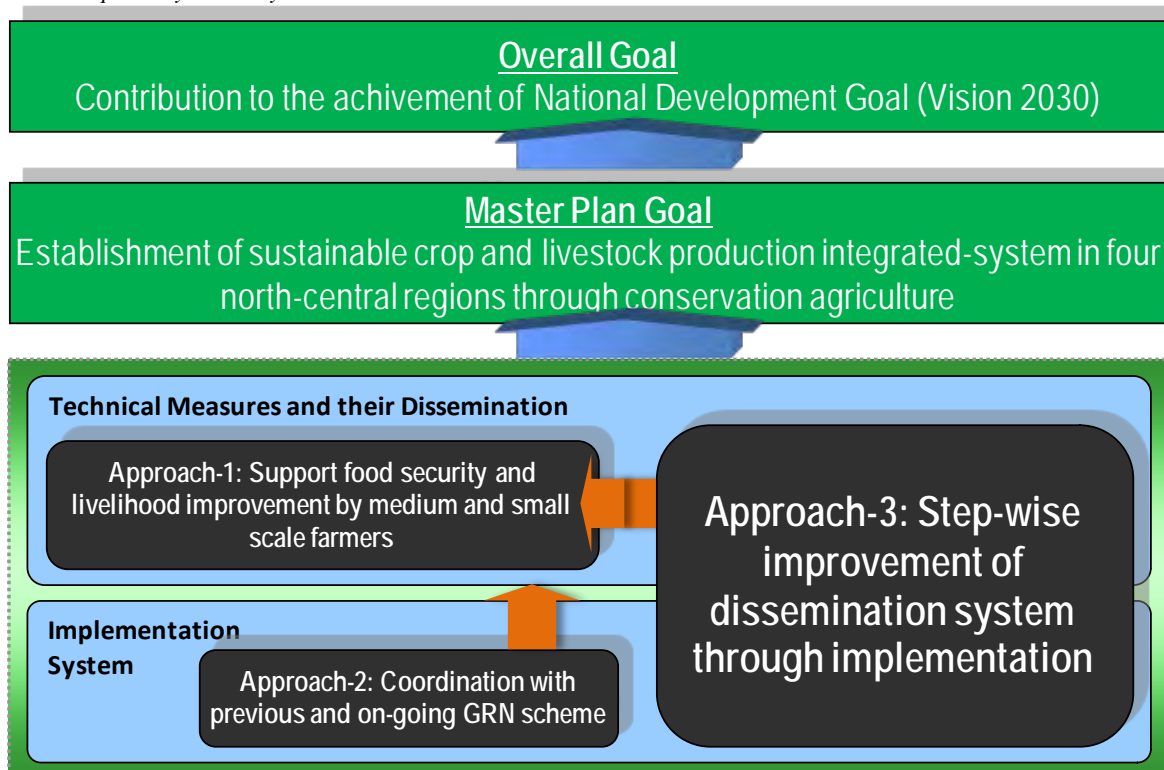 Overall Goal
Contribution to the achivement of National Development Goal (Vision 2030)
Master Plan Goal
Establishment of sustainable crop and livestock production integrated-system in four
north-central regions through conservation agriculture
Technical Measures and their Dissemination
Approach-1: Support food security and
livelihood improvement by medium and small
scale farmers
Approach-3: Step-wise
improvement of
dissemination system
through implementation
Implementation
System
Approach-2: Coordination with
previous and on-going GRN scheme